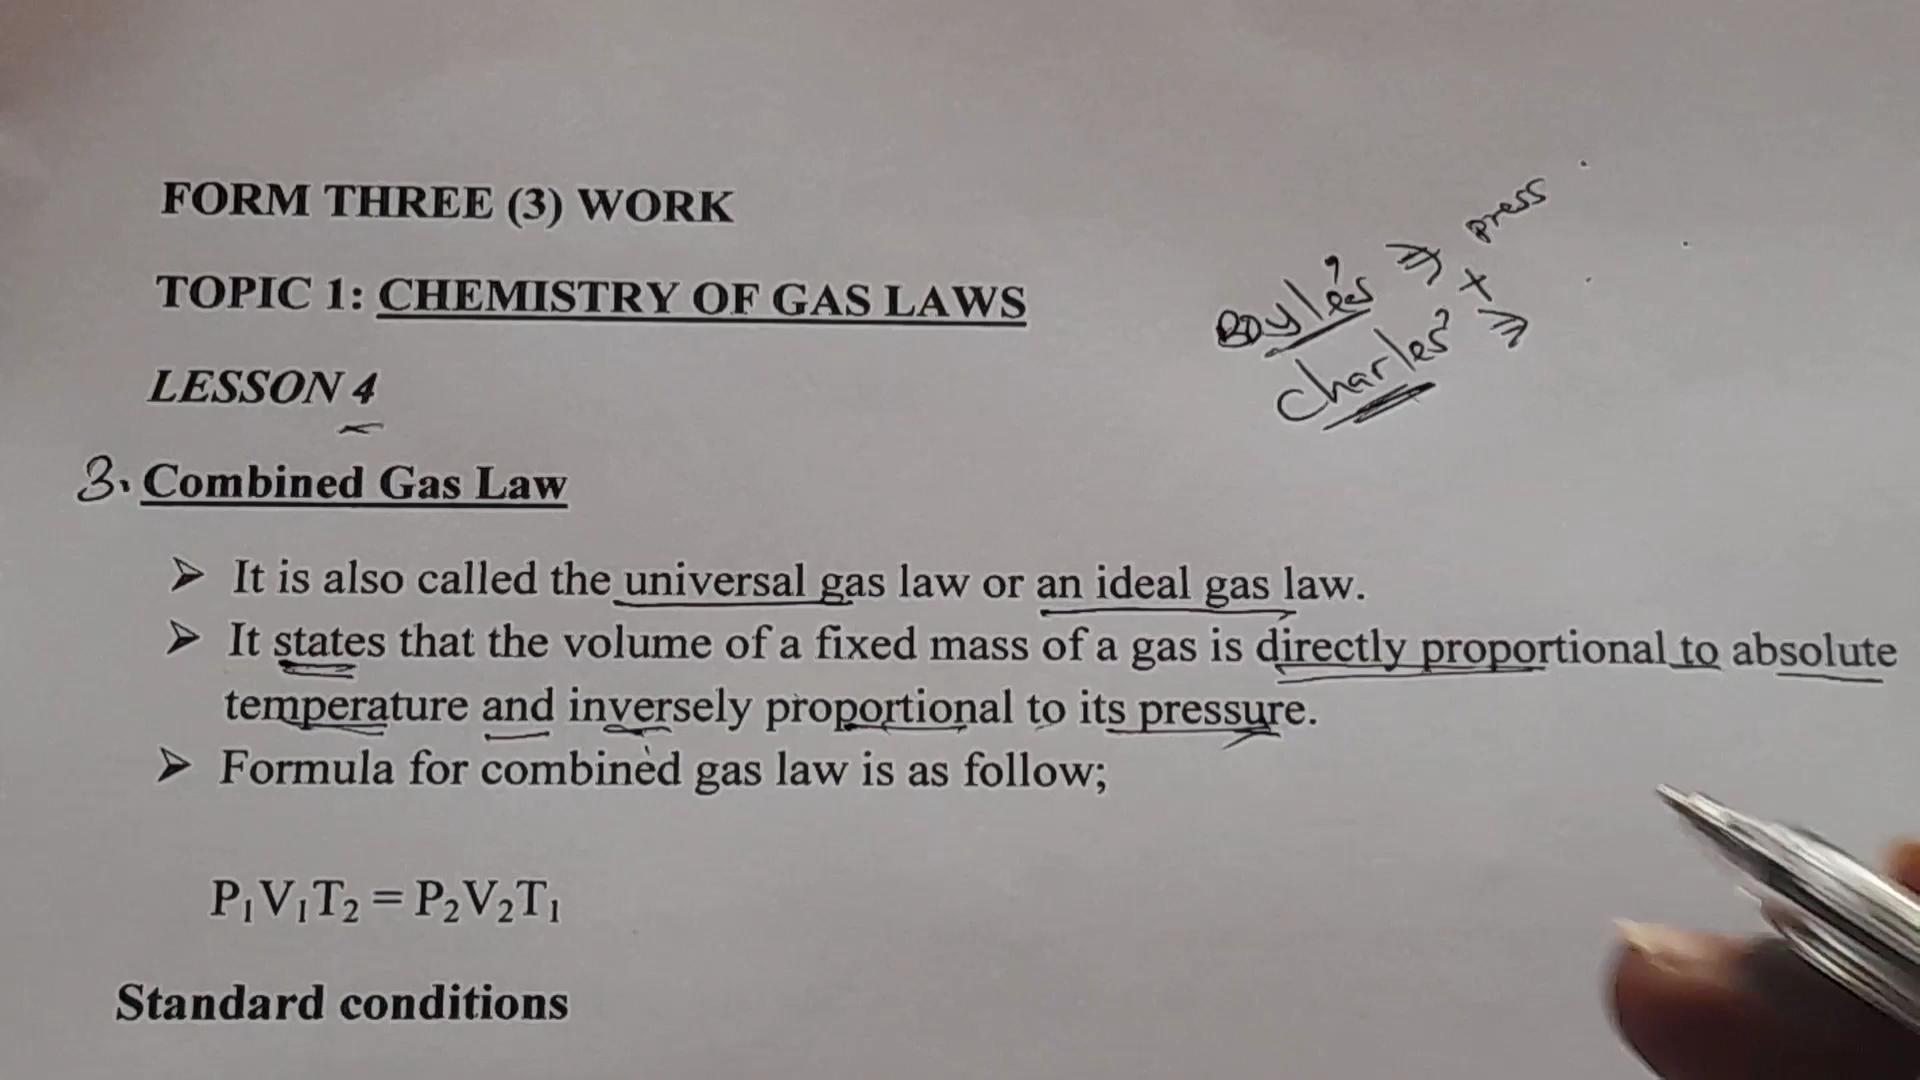 FORM THREE (3) WORK
TOPIC 1: CHEMISTRY OF GAS LAWS
LESSON 4
Boyle's ⇒ press
+
Charles' ⇒
3. Combined Gas Law
➢ It is also called the universal gas law or an ideal gas law.
➢ It states that the volume of a fixed mass of a gas is directly proportional to absolute
temperature and inversely proportional to its pressure.
➢ Formula for combined gas law is as follow;
P₁V₁T₂ = P₂V₂T₁
Standard conditions